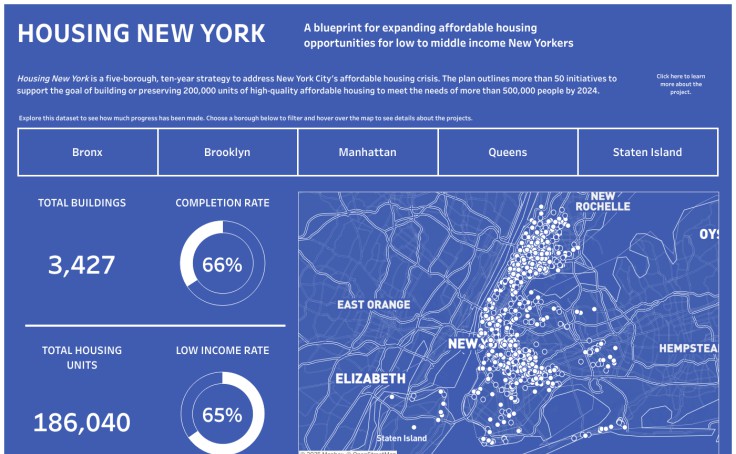 HOUSING NEW YORK
A blueprint for expanding affordable housing
opportunities for low to middle income New Yorkers
Housing New York is a five-borough, ten-year strategy to address New York City's affordable housing crisis. The plan outlines more than 50 initiatives to
support the goal of building or preserving 200,000 units of high-quality affordable housing to meet the needs of more than 500,000 people by 2024.
Click here to learn
more about the
project.
Explore this dataset to see how much progress has been made. Choose a borough below to filter and hover over the map to see details about the projects.
Bronx
Brooklyn
Manhattan
Queens
Staten Island
TOTAL BUILDINGS
3,427
COMPLETION RATE
66%
TOTAL HOUSING
UNITS
186,040
LOW INCOME RATE
65%
NEW
ROCHELLE
OYS
EAST ORANGE
NEW
HEMPSTEA
ELIZABETH
Staten Island